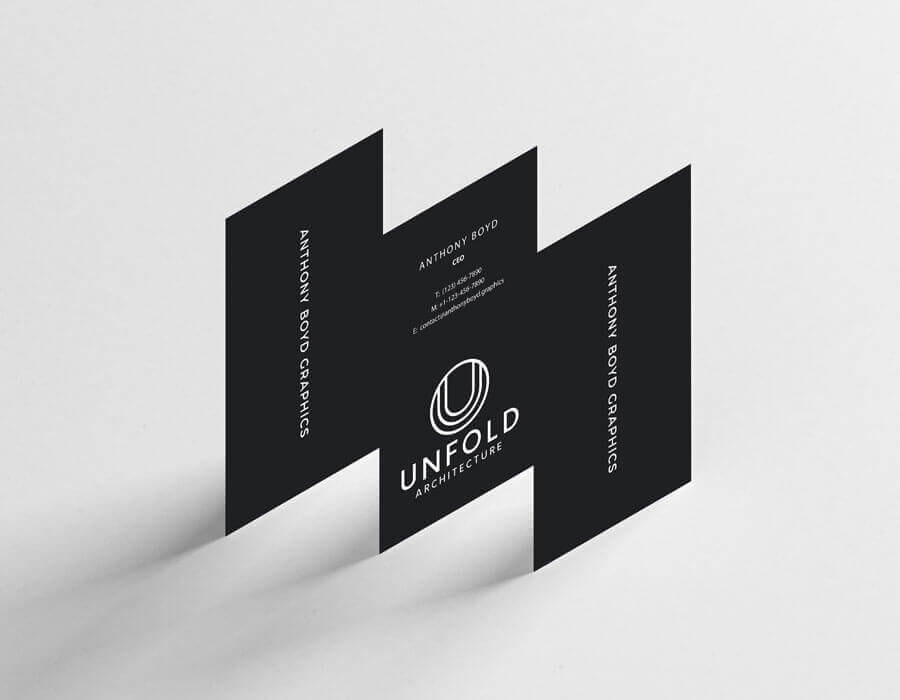 ANTHONY BOYD GRAPHICS
ANTHONY BOYD
CEO
T: (123) 456-7890
M: +1-123-456-7890
E: contact@anthonyboyd.graphics
UNFOLD
ARCHITECTURE
ANTHONY BOYD GRAPHICS